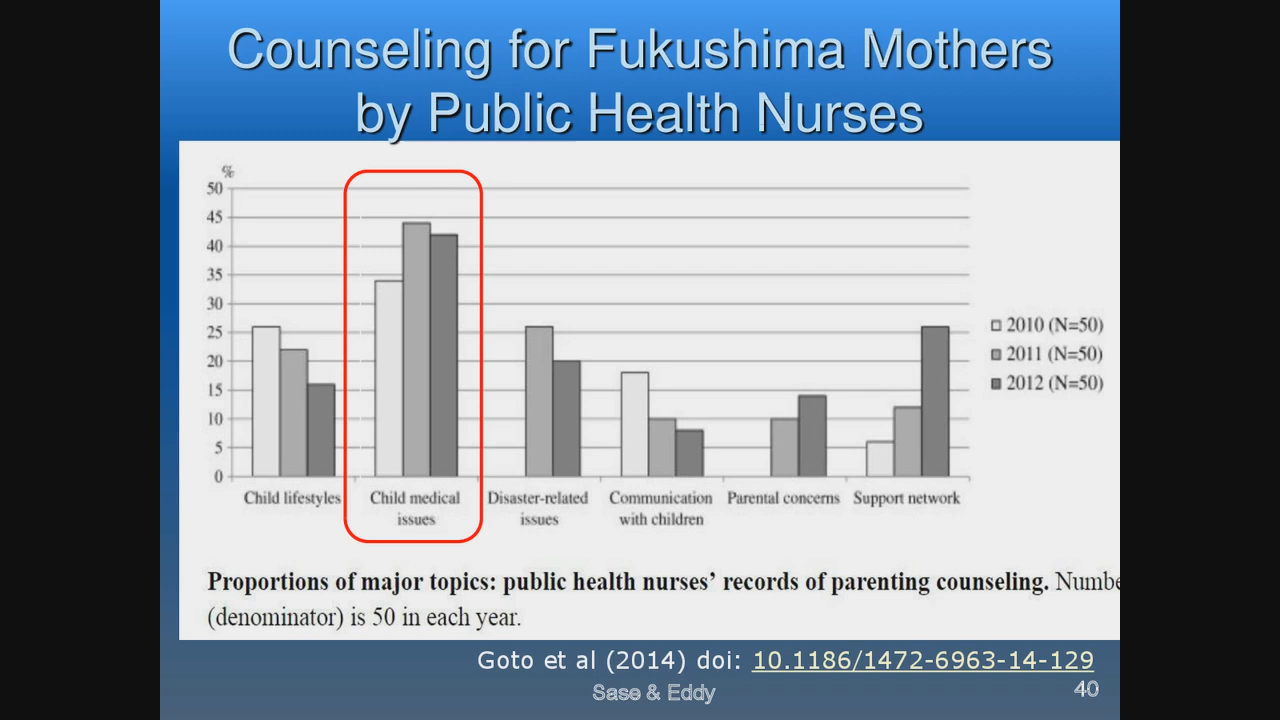 Counseling for Fukushima Mothers
by Public Health Nurses
%
50
45
40
35
30
25
20
15
10
5
0
Child lifestyles
Child medical
issues
Disaster-related
issues
Communication
with children
Parental concerns
Support network
2010 (N=50)
2011 (N=50)
2012 (N=50)
Proportions of major topics: public health nurses’ records of parenting counseling. Numbe
(denominator) is 50 in each year.
Goto et al (2014) doi: 10.1186/1472-6963-14-129
Sase & Eddy
40